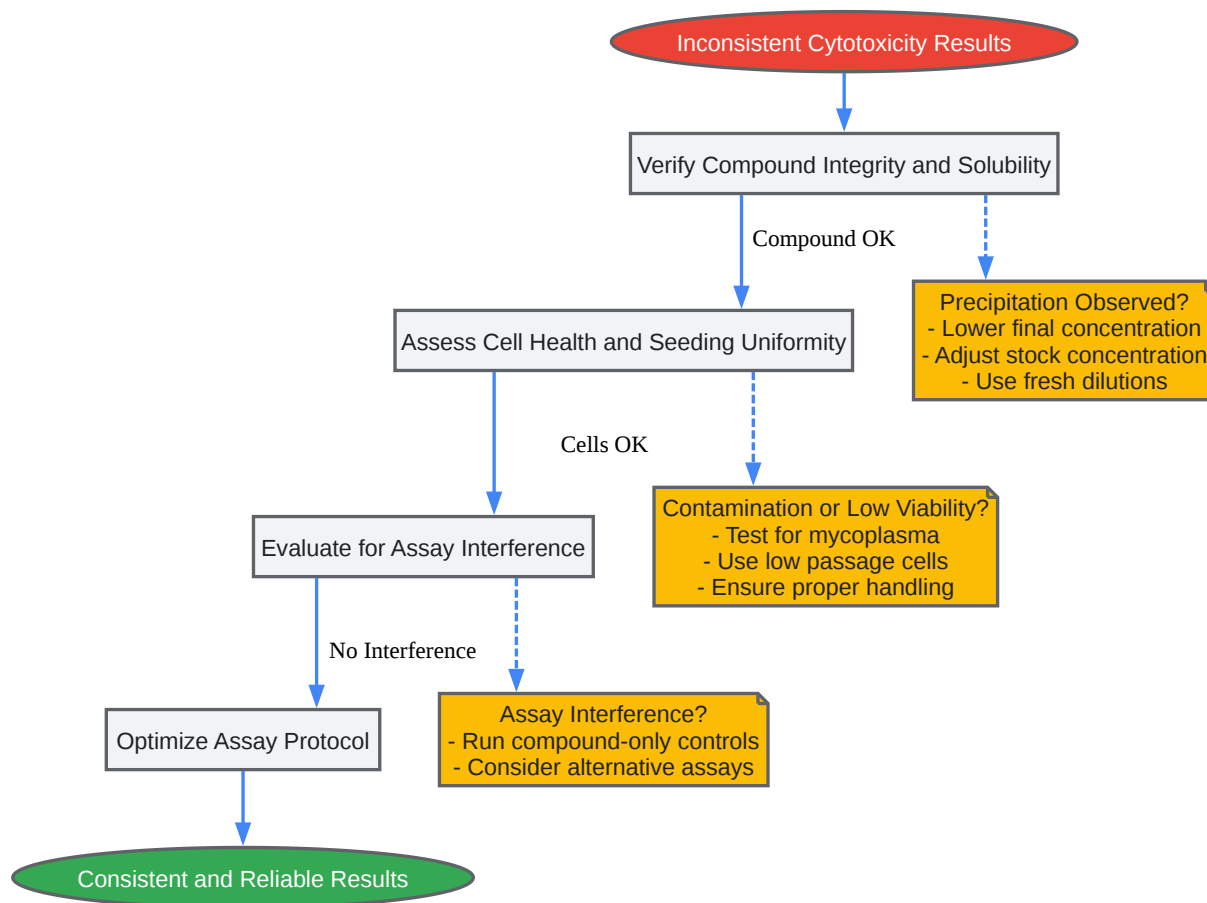 Inconsistent Cytotoxicity Results
Verify Compound Integrity and Solubility
Compound OK
Precipitation Observed?
- Lower final concentration
- Adjust stock concentration
- Use fresh dilutions
Assess Cell Health and Seeding Uniformity
Cells OK
Contamination or Low Viability?
- Test for mycoplasma
- Use low passage cells
- Ensure proper handling
Evaluate for Assay Interference
No Interference
Assay Interference?
- Run compound-only controls
- Consider alternative assays
Optimize Assay Protocol
Consistent and Reliable Results